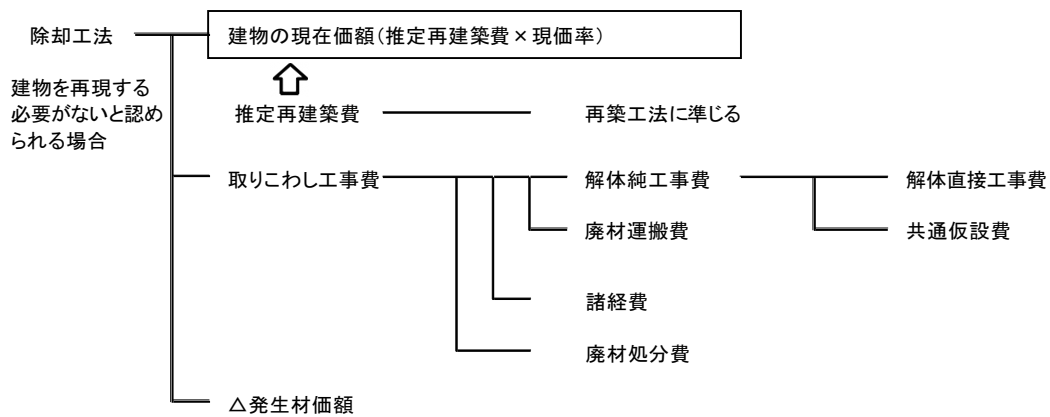 除却工法
建物の現在価額(推定再建築費×現価率)
建物を再現する
必要がないと認め
られる場合
推定再建築費
再築工法に準じる
取りこわし工事費
解体純工事費
解体直接工事費
廃材運搬費
共通仮設費
諸経費
廃材処分費
△発生材価額